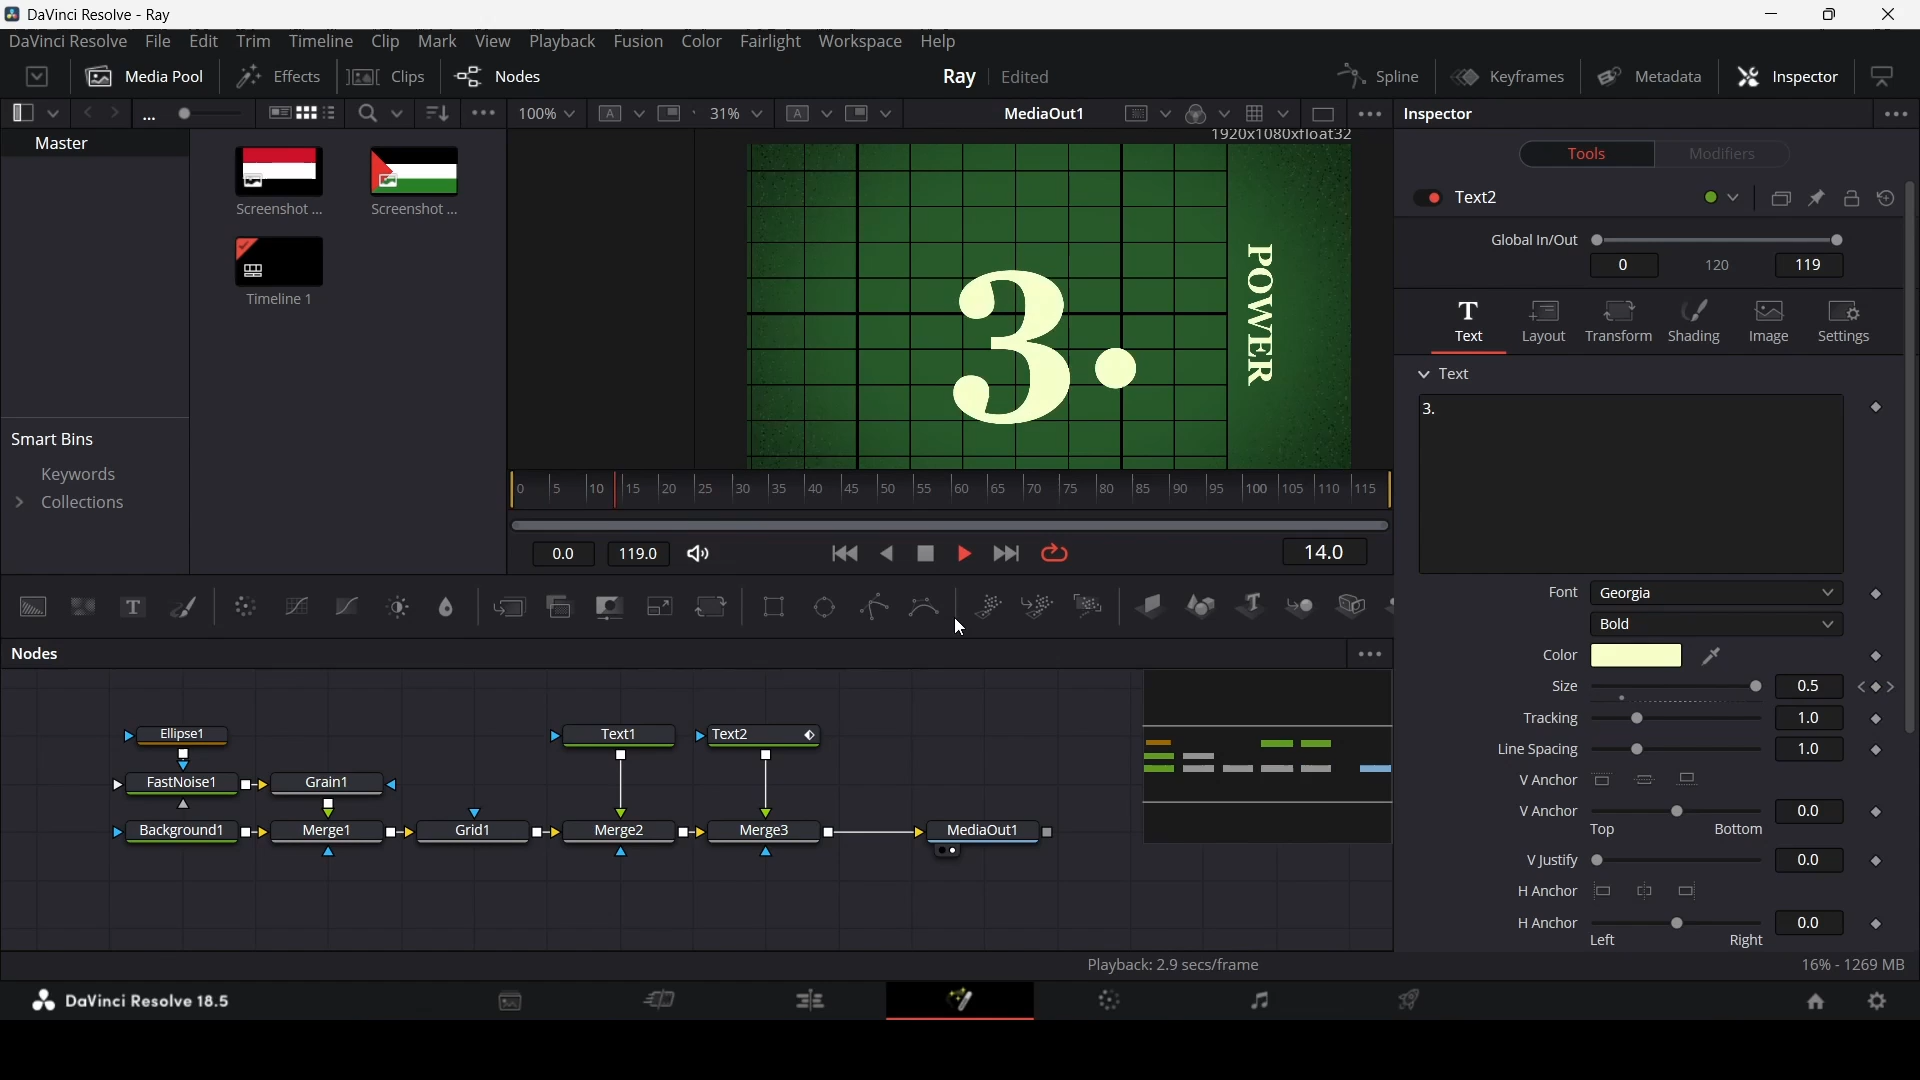 DaVinci Resolve - Ray
DaVinci Resolve File Edit Trim Timeline Clip Mark View Playback Fusion Color Fairlight Workspace Help
Media Pool Effects Clips Nodes Ray Edited Spline Keyframes Metadata Inspector
... 100% A 31% A MediaOut1 Inspector
Master
1920x1080xfloat32
Tools Modifiers
Screenshot ... Screenshot ...
Text2
Timeline 1
Global In/Out
0 120 119
3.
POWER
Text Layout Transform Shading Image Settings
Text
3.
Smart Bins
Keywords
Collections
0 5 10 15 20 25 30 35 40 45 50 55 60 65 70 75 80 85 90 95 100 105 110 115
0.0 119.0 14.0
Font Georgia
Bold
Color
Size 0.5
Tracking 1.0
Line Spacing 1.0
V Anchor
V Anchor 0.0
Top Bottom
V Justify 0.0
H Anchor
H Anchor 0.0
Left Right
Nodes
Ellipse1 Text1 Text2
FastNoise1 Grain1
Background1 Merge1 Grid1 Merge2 Merge3 MediaOut1
Playback: 2.9 secs/frame 16% - 1269 MB
DaVinci Resolve 18.5